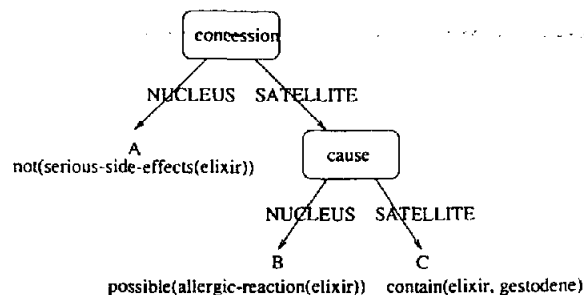 concession
NUCLEUS SATELLITE
A
not(serious-side-effects(elixir))
cause
NUCLEUS SATELLITE
B C
possible(allergic-reaction(elixir)) contain(elixir, gestodene)